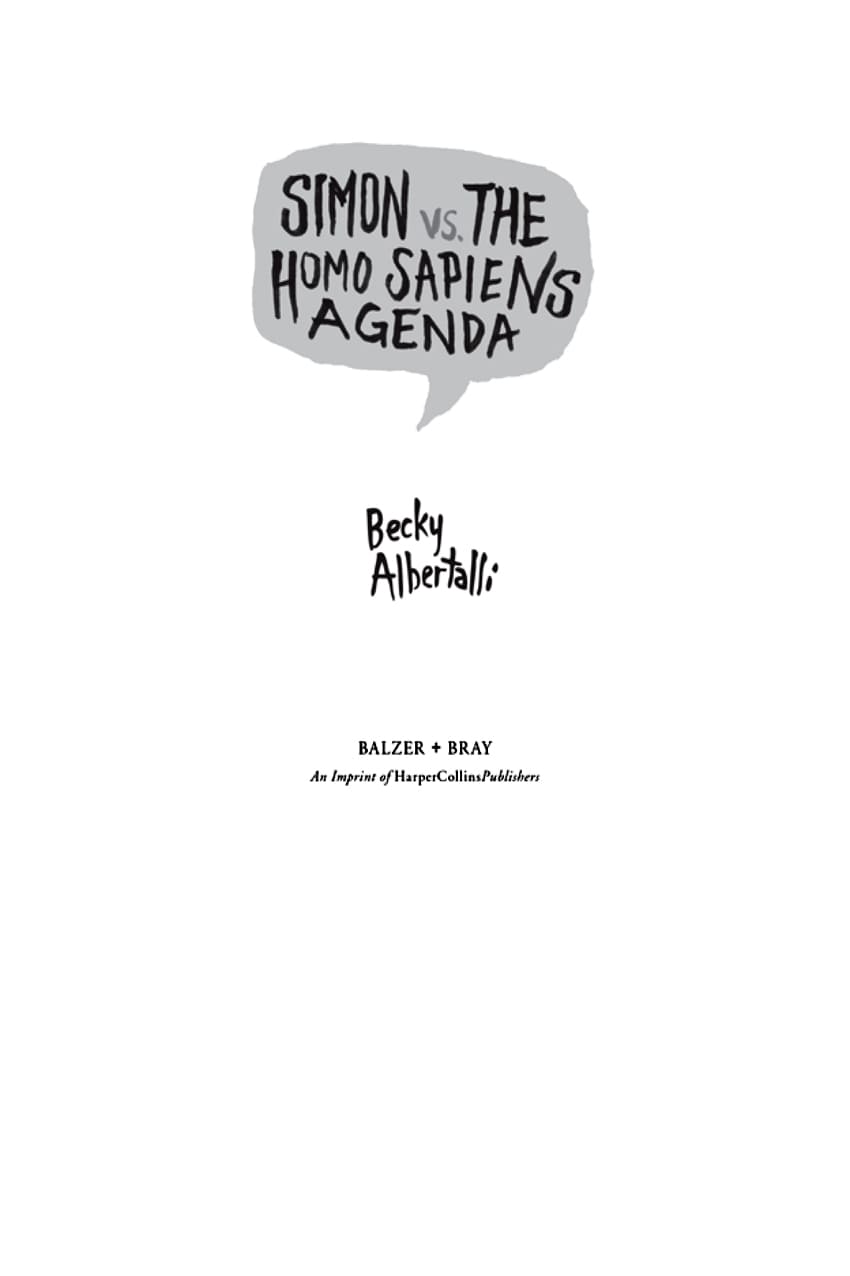 SIMON VS. THE
HOMO SAPIENS
AGENDA
Becky
Albertalli
BALZER + BRAY
An Imprint of HarperCollinsPublishers